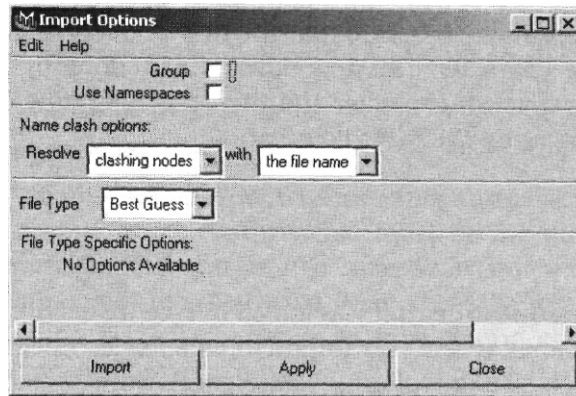 Import Options
Edit Help
Group
Use Namespaces
Name clash options:
Resolve clashing nodes with the file name
File Type Best Guess
File Type Specific Options:
No Options Available
Import Apply Close